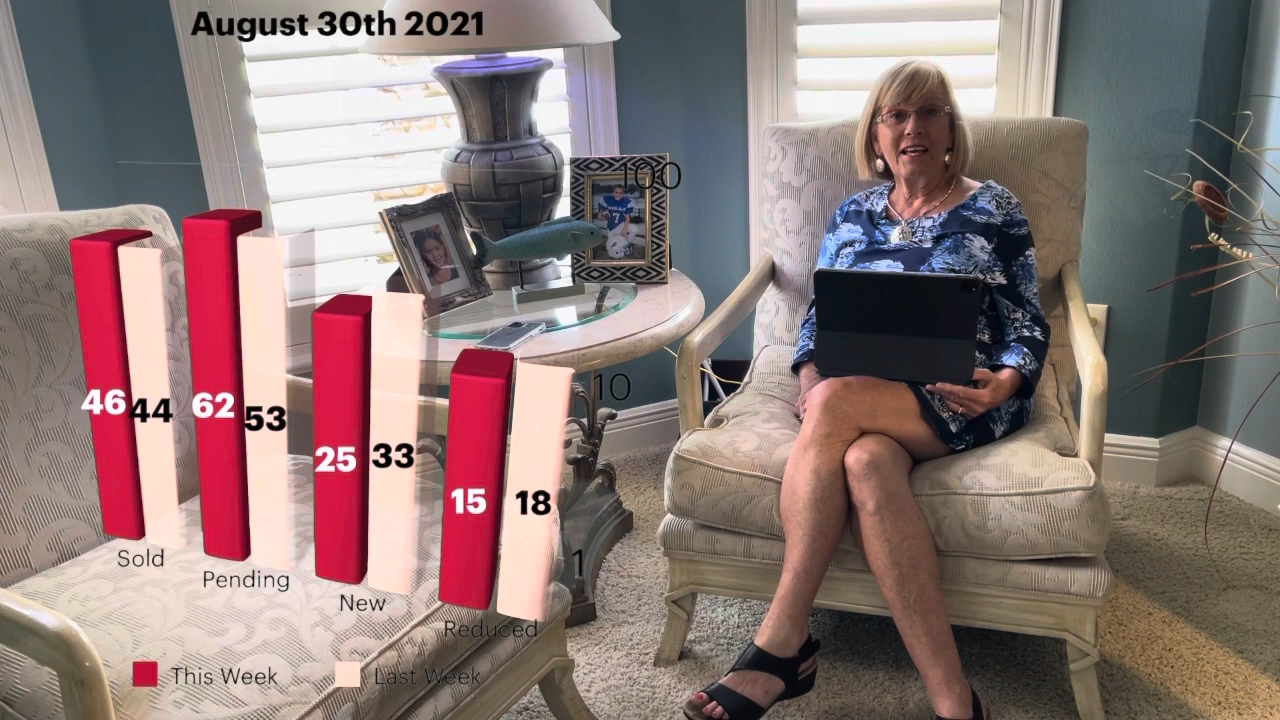 August 30th 2021
100
10
1
46 44 62 53 25 33 15 18
Sold
Pending
New
Reduced
This Week
Last Week
7